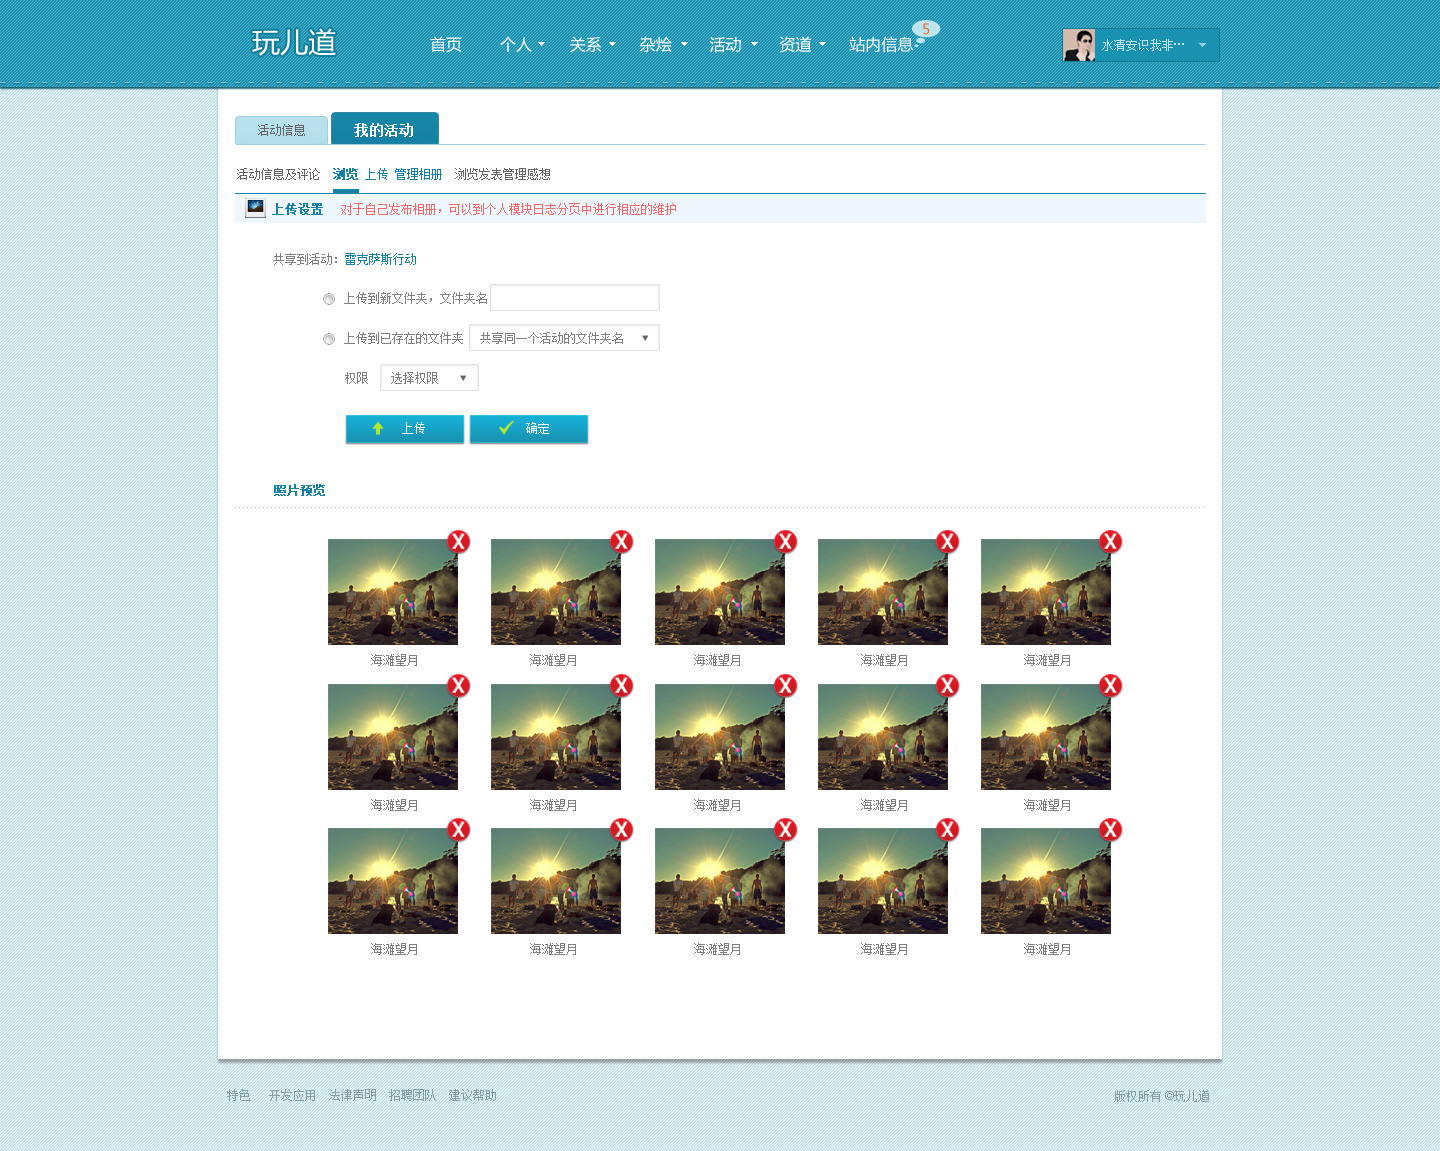 玩儿道 首页 个人 关系 杂烩 活动 资道 站内信息 5 水清安识我非…
活动信息 我的活动
活动信息及评论 浏览 上传 管理相册 浏览发表管理感想
上传设置 对于自己发布相册，可以到个人模块日志分页中进行相应的维护
共享到活动：雷克萨斯行动
上传到新文件夹，文件夹名
上传到已存在的文件夹 共享同一个活动的文件夹名
权限 选择权限
上传 确定
照片预览
X X X X X
海滩望月 海滩望月 海滩望月 海滩望月 海滩望月
X X X X X
海滩望月 海滩望月 海滩望月 海滩望月 海滩望月
X X X X X
海滩望月 海滩望月 海滩望月 海滩望月 海滩望月
特色 开发应用 法律声明 招聘团队 建议帮助 版权所有 ©玩儿道